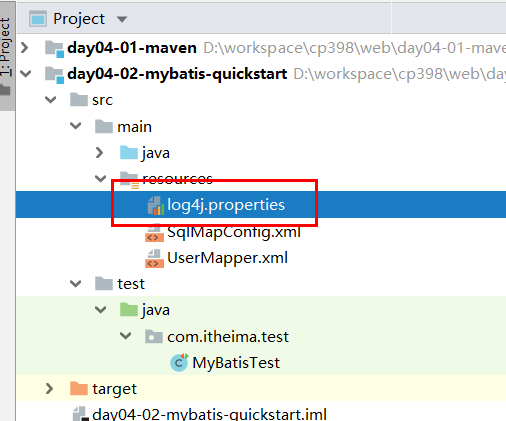 Project
1: Project
day04-01-maven D:\workspace\cp398\web\day04-01-mave
day04-02-mybatis-quickstart D:\workspace\cp398\web\day
src
main
java
resources
log4j.properties
SqlMapConfig.xml
UserMapper.xml
test
java
com.itheima.test
MyBatisTest
target
day04-02-mybatis-quickstart.iml